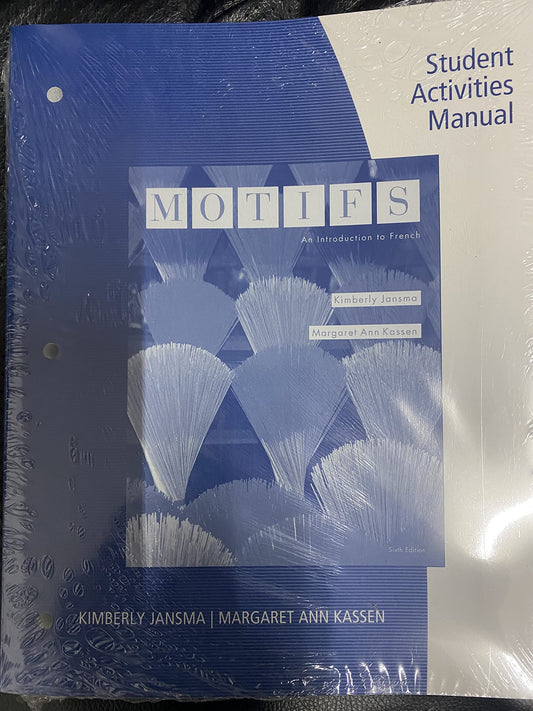 Student
Activities
Manual
MOTIFS
An Introduction to French
Kimberly Jansma
Margaret Ann Kassen
Sixth Edition
KIMBERLY JANSMA | MARGARET ANN KASSEN